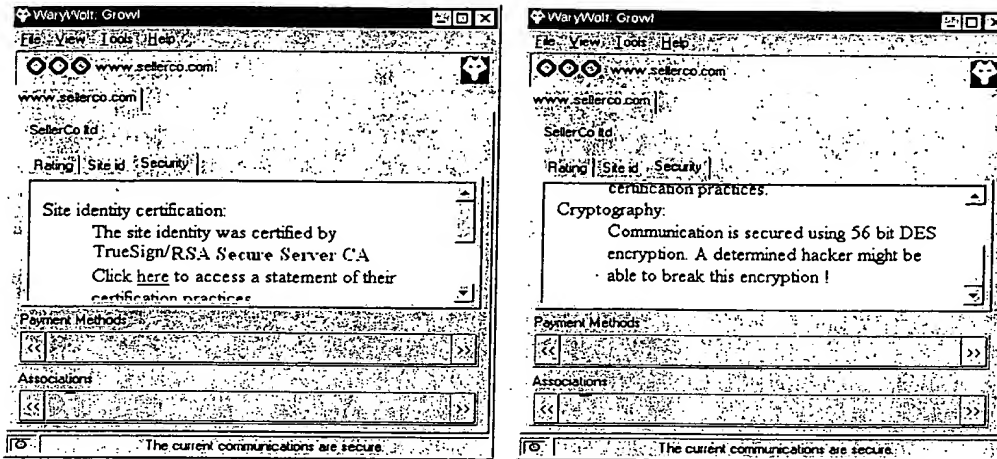 WaryWolf: Growl
File View Tools Help
www.sellerco.com
www.sellerco.com
SellerCo ltd
Rating Site id Security
Site identity certification:
The site identity was certified by
TrueSign/RSA Secure Server CA
Click here to access a statement of their
certification practices
Payment Methods
<< >>
Associations
<< >>
The current communications are secure.
WaryWolf: Growl
File View Tools Help
www.sellerco.com
www.sellerco.com
SellerCo ltd
Rating Site id Security
certification practices.
Cryptography:
Communication is secured using 56 bit DES
encryption. A determined hacker might be
able to break this encryption !
Payment Methods
<< >>
Associations
<< >>
The current communications are secure.